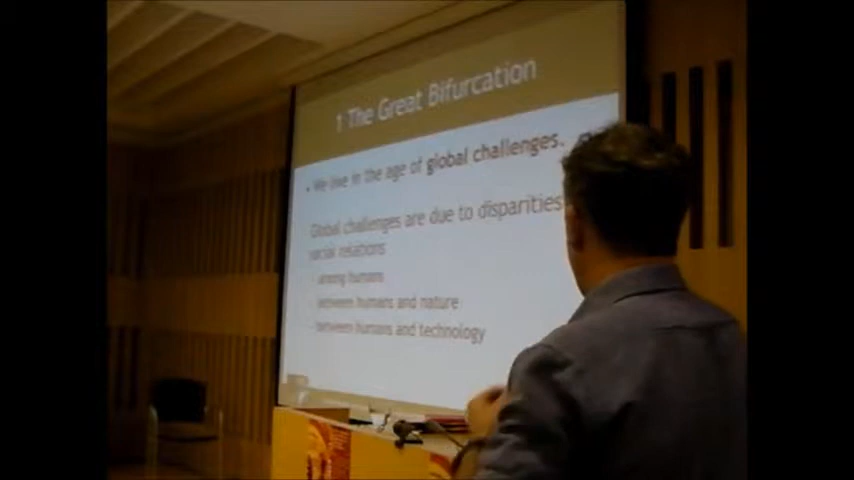 1 The Great Bifurcation
• We live in the age of global challenges.
Global challenges are due to disparities
social relations
- among humans
- between humans and nature
- between humans and technology